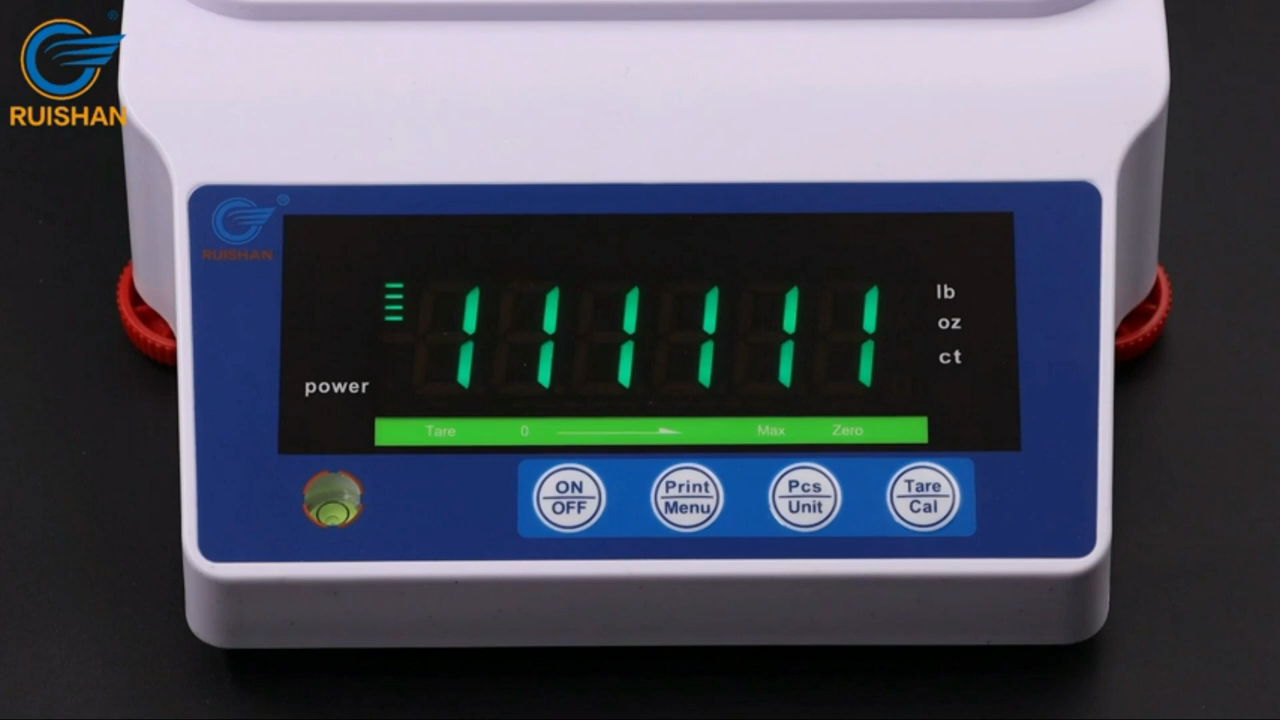 RUISHAN
RUISHAN
111111
lb
oz
ct
power
Tare 0 Max Zero
ON
OFF
Print
Menu
Pcs
Unit
Tare
Cal